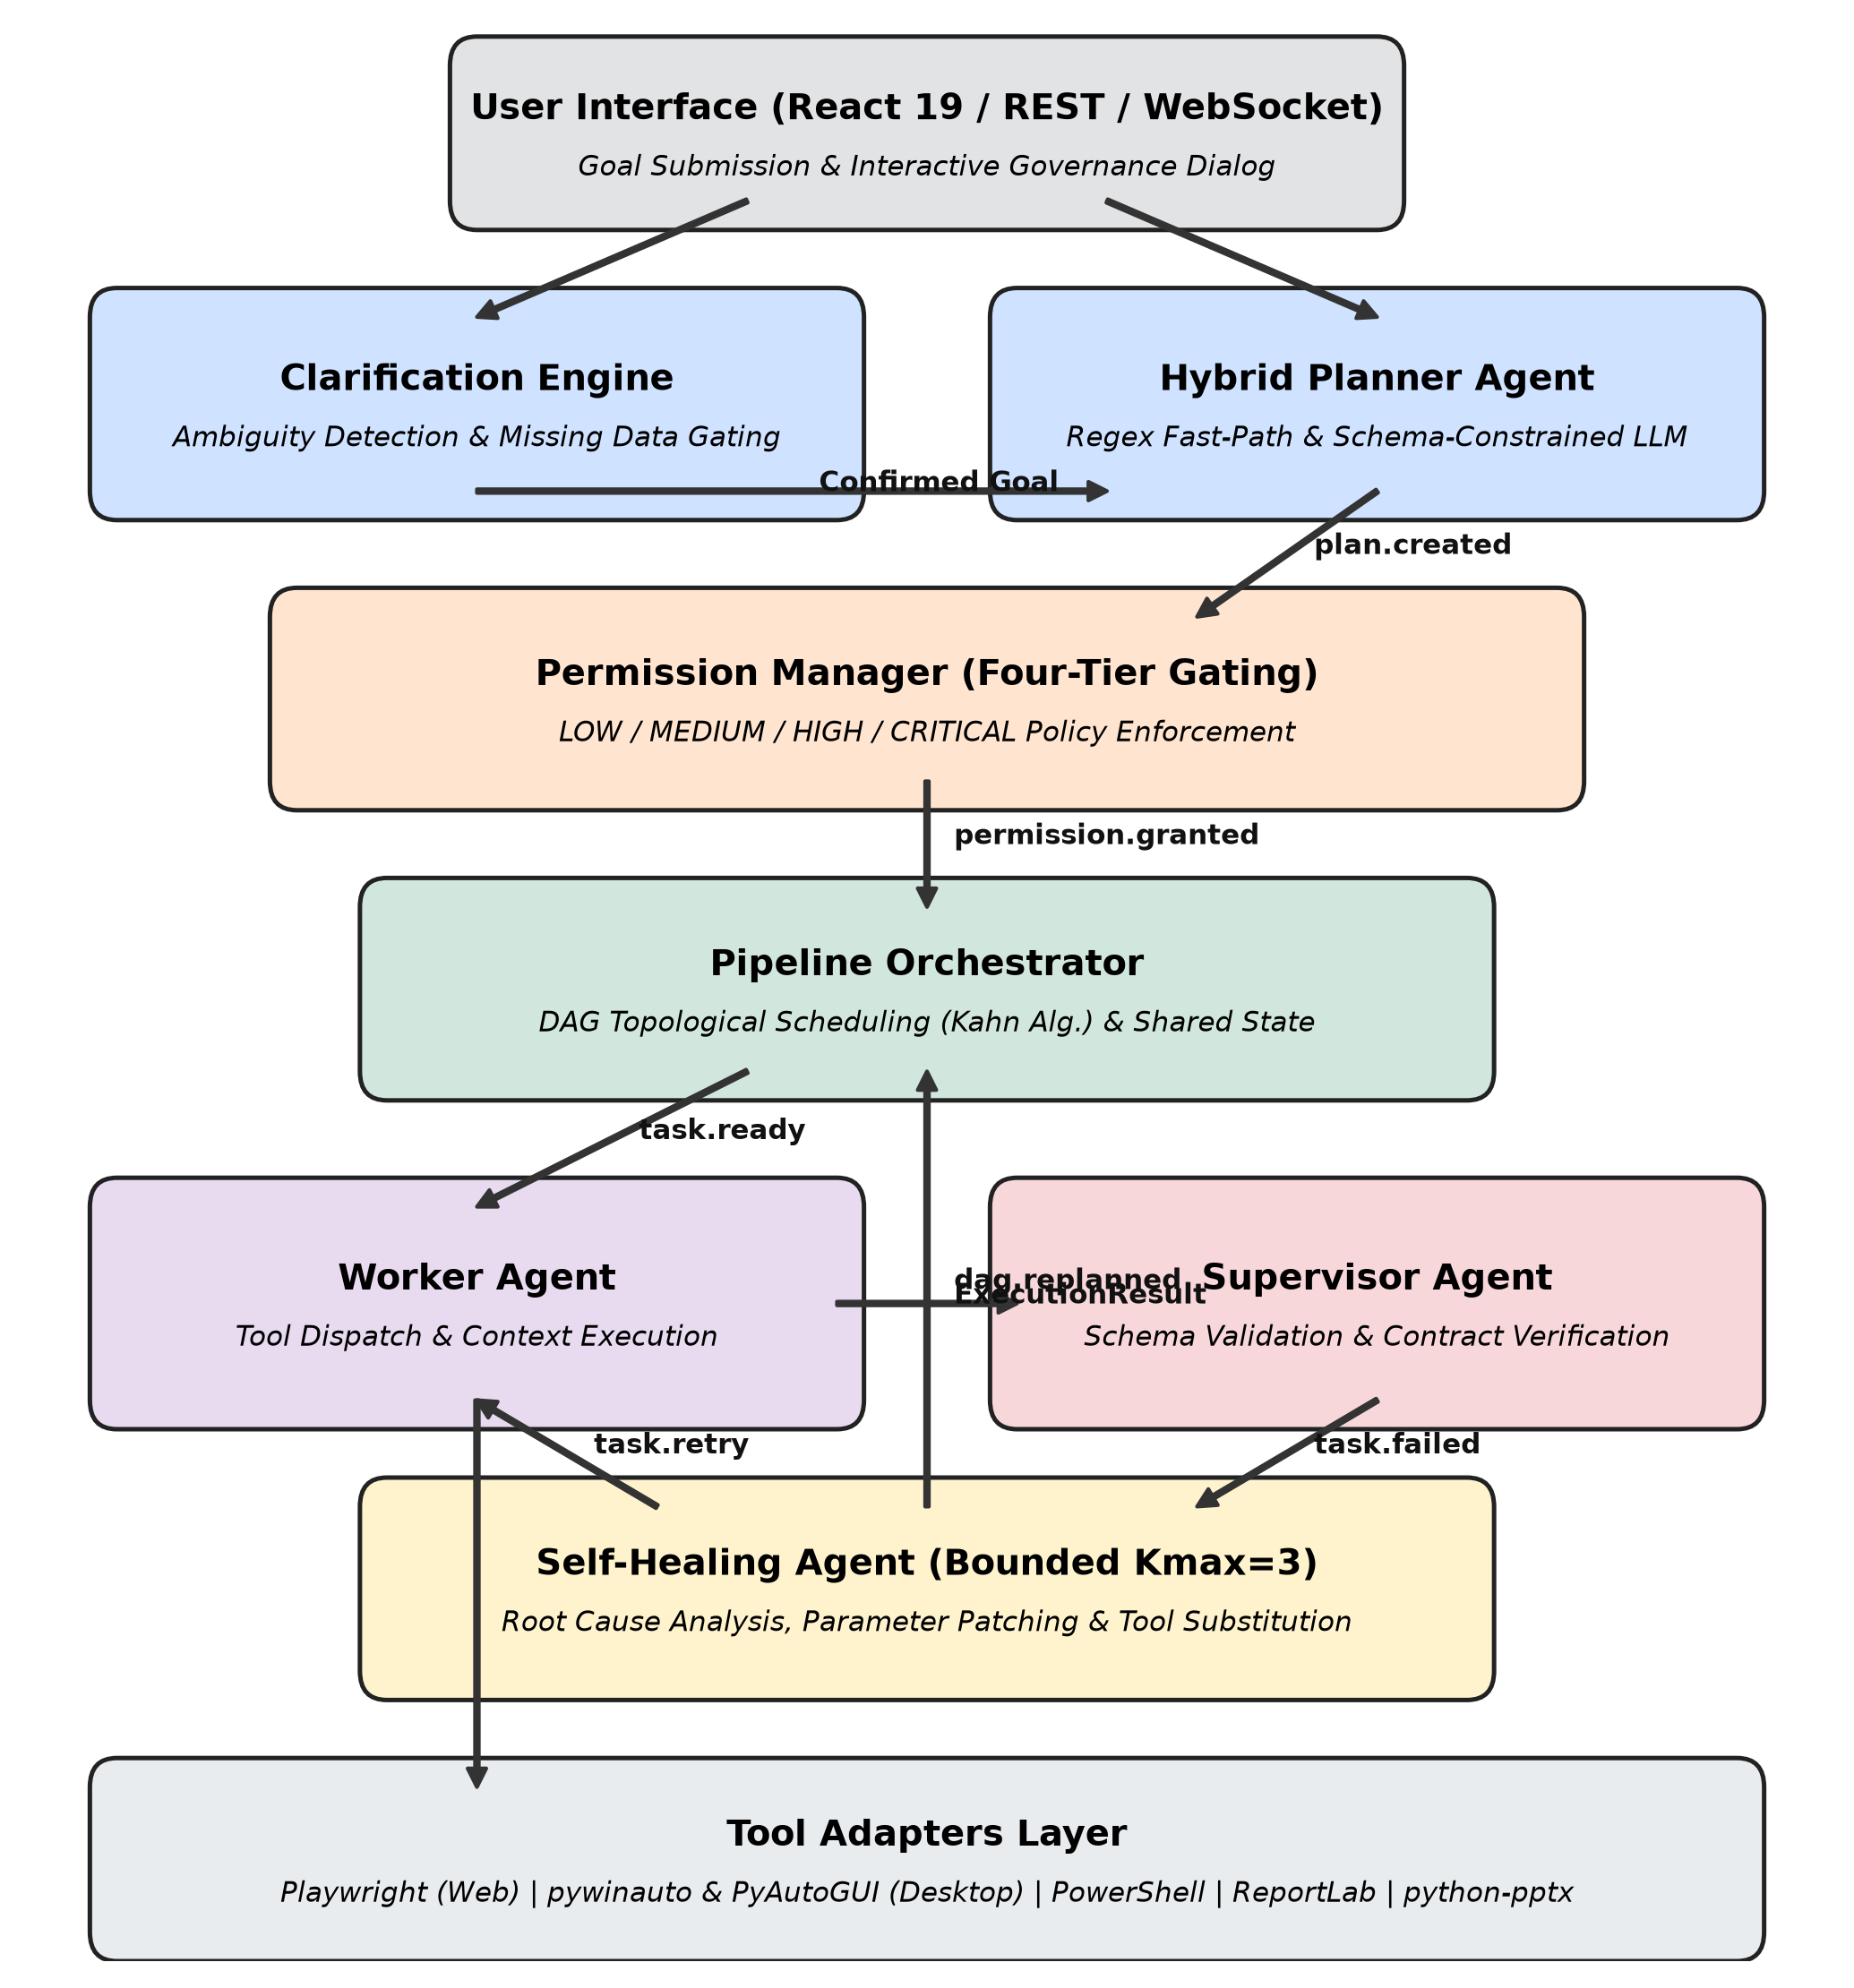 User Interface (React 19 / REST / WebSocket)
Goal Submission & Interactive Governance Dialog
Clarification Engine
Ambiguity Detection & Missing Data Gating
Hybrid Planner Agent
Regex Fast-Path & Schema-Constrained LLM
Confirmed Goal
plan.created
Permission Manager (Four-Tier Gating)
LOW / MEDIUM / HIGH / CRITICAL Policy Enforcement
permission.granted
Pipeline Orchestrator
DAG Topological Scheduling (Kahn Alg.) & Shared State
task.ready
Worker Agent
Tool Dispatch & Context Execution
dag.replanned
ExecutionResult
Supervisor Agent
Schema Validation & Contract Verification
task.retry
task.failed
Self-Healing Agent (Bounded Kmax=3)
Root Cause Analysis, Parameter Patching & Tool Substitution
Tool Adapters Layer
Playwright (Web) | pywinauto & PyAutoGUI (Desktop) | PowerShell | ReportLab | python-pptx